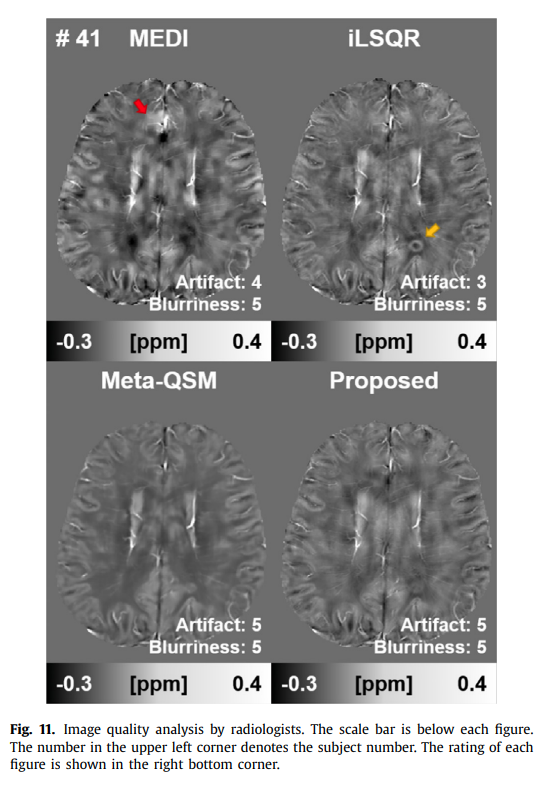 # 41 MEDI
iLSQR
Artifact: 4
Blurriness: 5
Artifact: 3
Blurriness: 5
-0.3 [ppm] 0.4
-0.3 [ppm] 0.4
Meta-QSM
Proposed
Artifact: 5
Blurriness: 5
Artifact: 5
Blurriness: 5
-0.3 [ppm] 0.4
-0.3 [ppm] 0.4
Fig. 11. Image quality analysis by radiologists. The scale bar is below each figure.
The number in the upper left corner denotes the subject number. The rating of each
figure is shown in the right bottom corner.